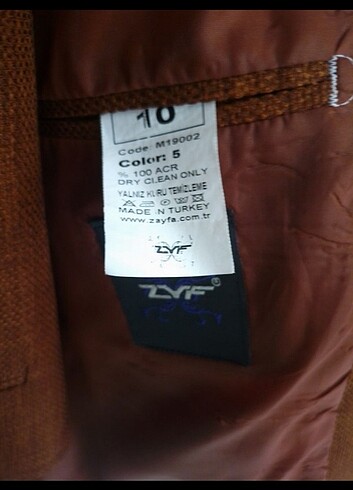 10
Code: M19002
Color: 5
% 100 ACR
DRY CLEAN ONLY
YALNIZ KURU TEMİZLEME
MADE IN TURKEY
www.zayfa.com.tr
ZYF
ZYF®